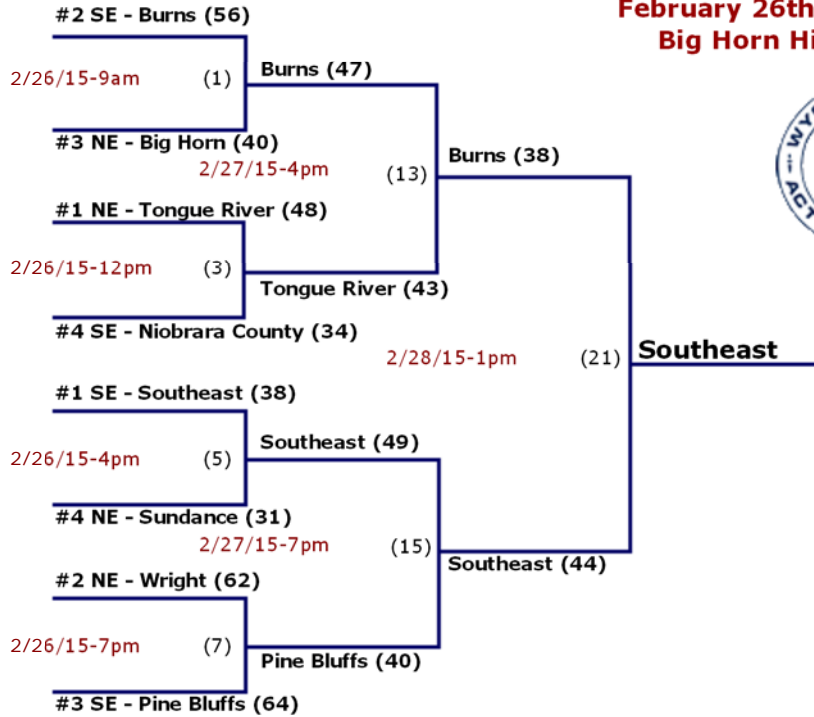 #2 SE - Burns (56)
February 26th
Big Horn Hi
2/26/15-9am
(1)
Burns (47)
#3 NE - Big Horn (40)
2/27/15-4pm
(13)
Burns (38)
WY
ACT
#1 NE - Tongue River (48)
2/26/15-12pm
(3)
Tongue River (43)
#4 SE - Niobrara County (34)
2/28/15-1pm
(21)
Southeast
#1 SE - Southeast (38)
2/26/15-4pm
(5)
Southeast (49)
#4 NE - Sundance (31)
2/27/15-7pm
(15)
Southeast (44)
#2 NE - Wright (62)
2/26/15-7pm
(7)
Pine Bluffs (40)
#3 SE - Pine Bluffs (64)